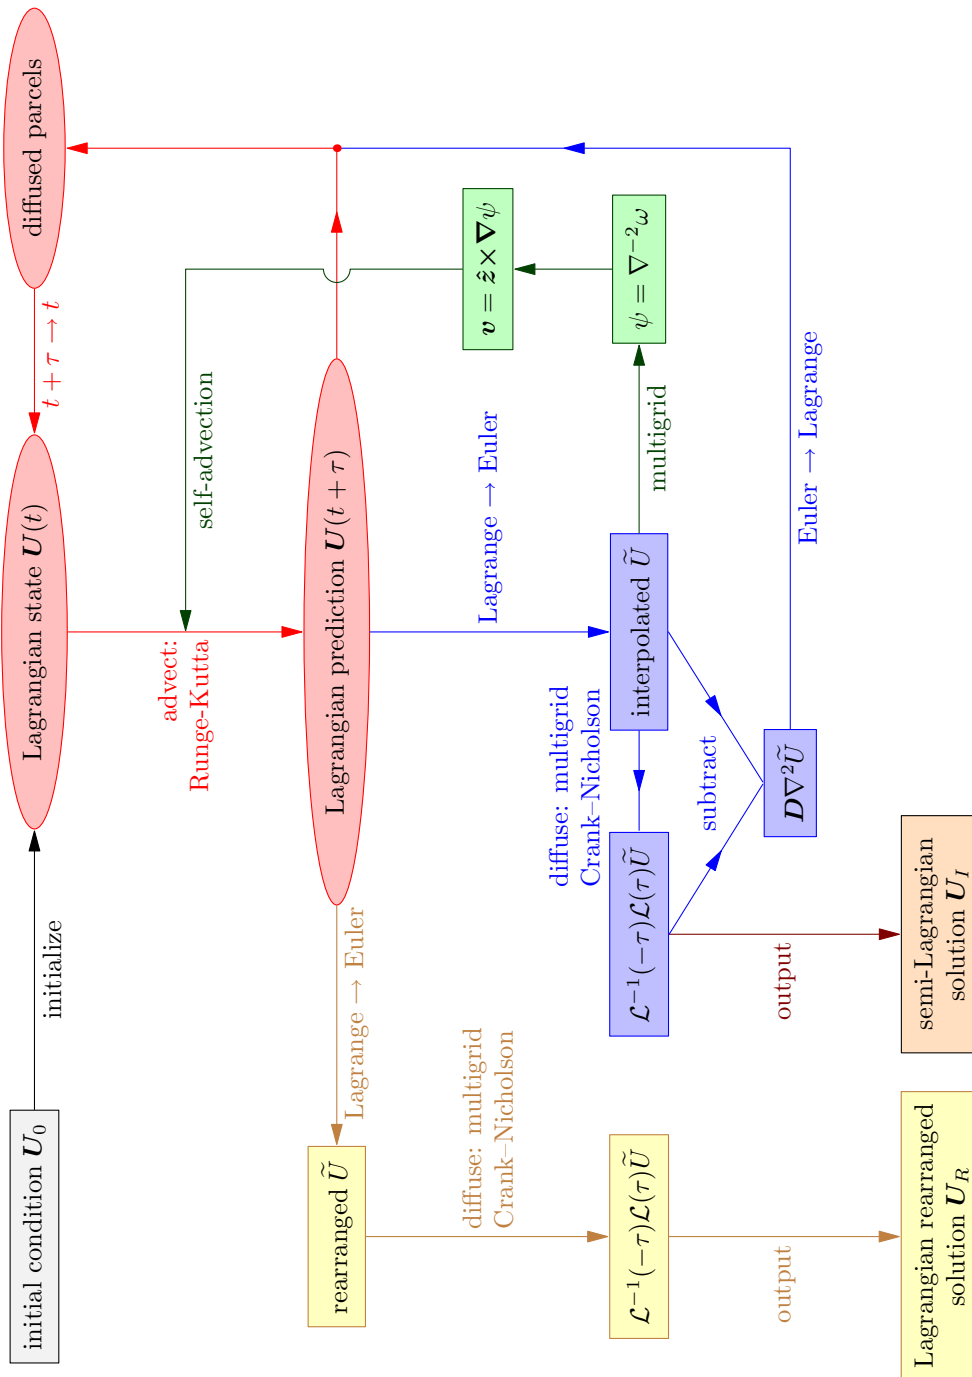 initial condition U₀
initialize
Lagrangian state U(t)
t + τ → t
diffused parcels
advect:
Runge-Kutta
self-advection
Lagrange → Euler
Lagrangian prediction U(t + τ)
rearranged Ũ
diffuse: multigrid
Crank–Nicholson
Lagrange → Euler
v = ẑ×∇ψ
diffuse: multigrid
Crank–Nicholson
interpolated Ũ
multigrid
ψ = ∇⁻²ω
ℒ⁻¹(−τ)ℒ(τ)Ũ
ℒ⁻¹(−τ)ℒ(τ)Ũ
subtract
D∇²Ũ
Euler → Lagrange
output
output
Lagrangian rearranged
solution U_R
semi-Lagrangian
solution U_I